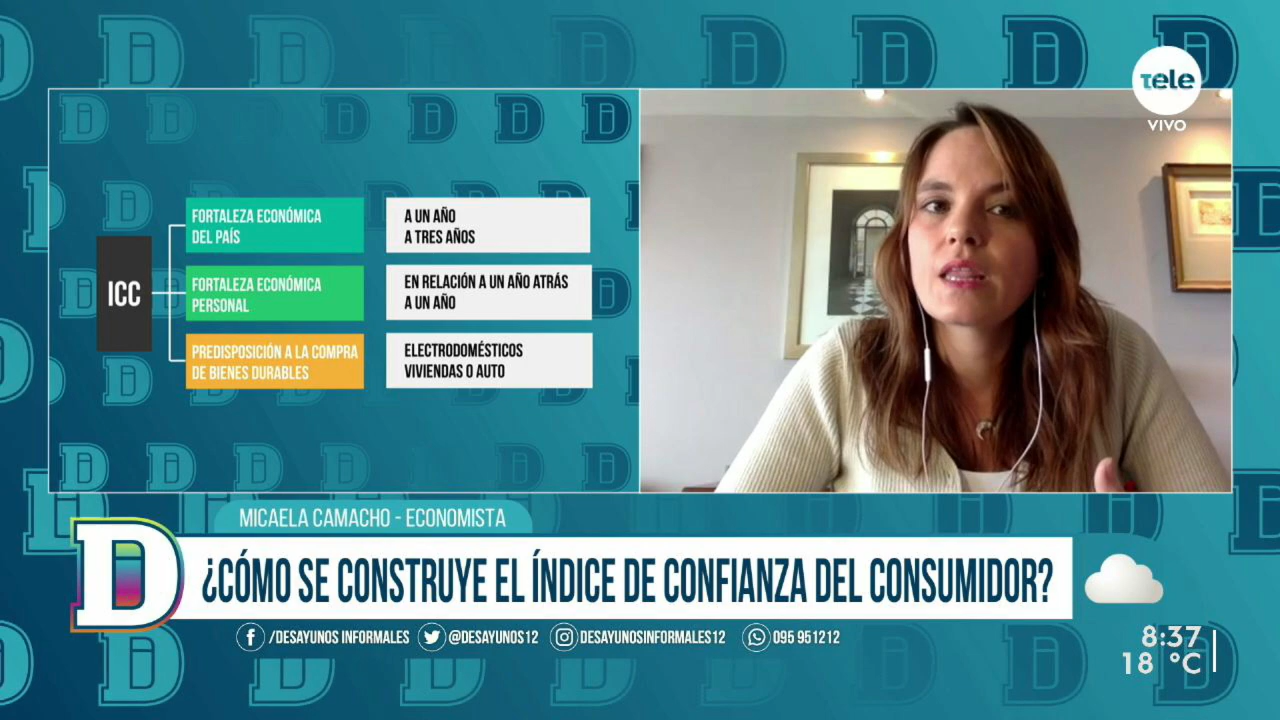 TELE
VIVO
ICC
FORTALEZA ECONÓMICA
DEL PAÍS
A UN AÑO
A TRES AÑOS
FORTALEZA ECONÓMICA
PERSONAL
EN RELACIÓN A UN AÑO ATRÁS
A UN AÑO
PREDISPOSICIÓN A LA COMPRA
DE BIENES DURABLES
ELECTRODOMÉSTICOS
VIVIENDAS O AUTO
MICAELA CAMACHO - ECONOMISTA
D
¿CÓMO SE CONSTRUYE EL ÍNDICE DE CONFIANZA DEL CONSUMIDOR?
/DESAYUNOS INFORMALES @DESAYUNOS12 DESAYUNOSINFORMALES12 095 951212
8:37
18 °C